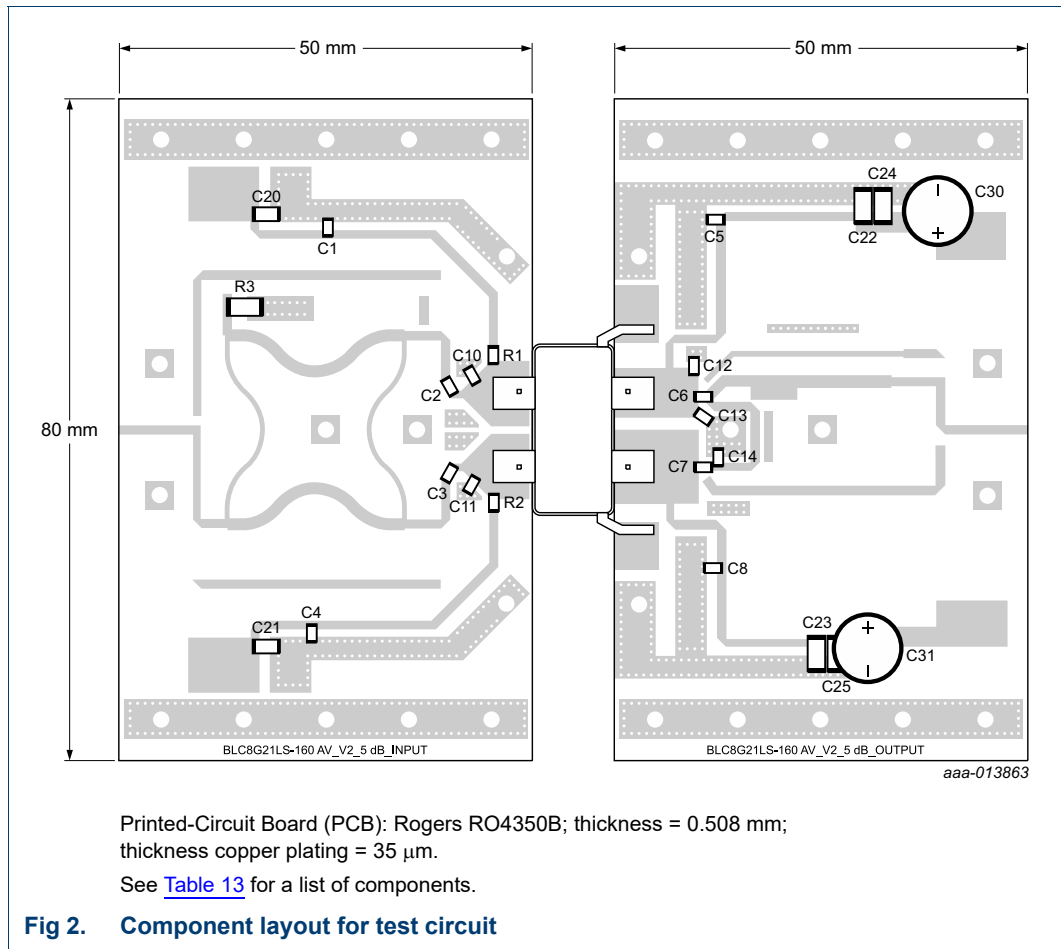 50 mm
50 mm
80 mm
C20
C1
R3
C10
R1
C2
C3
C11
R2
C4
C21
BLC8G21LS-160 AV_V2_5 dB_INPUT
C24
C30
C5
C22
C12
C6
C13
C14
C7
C8
C23
C31
C25
BLC8G21LS-160 AV_V2_5 dB_OUTPUT
aaa-013863
Printed-Circuit Board (PCB): Rogers RO4350B; thickness = 0.508 mm;
thickness copper plating = 35 μm.
See Table 13 for a list of components.
Fig 2. Component layout for test circuit